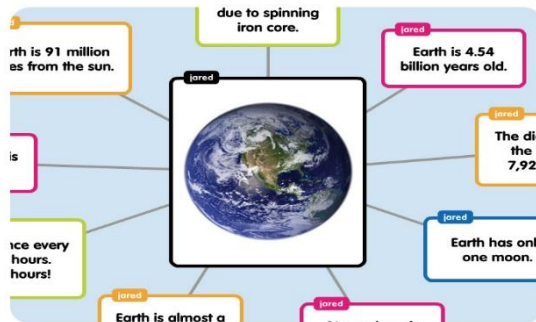 due to spinning
iron core.
jared
rth is 91 million
es from the sun.
jared
jared
Earth is 4.54
billion years old.
jared
The di
the
7,92
is
nce every
hours.
hours!
jared
Earth has onl
one moon.
jared
Earth is almost a
jared